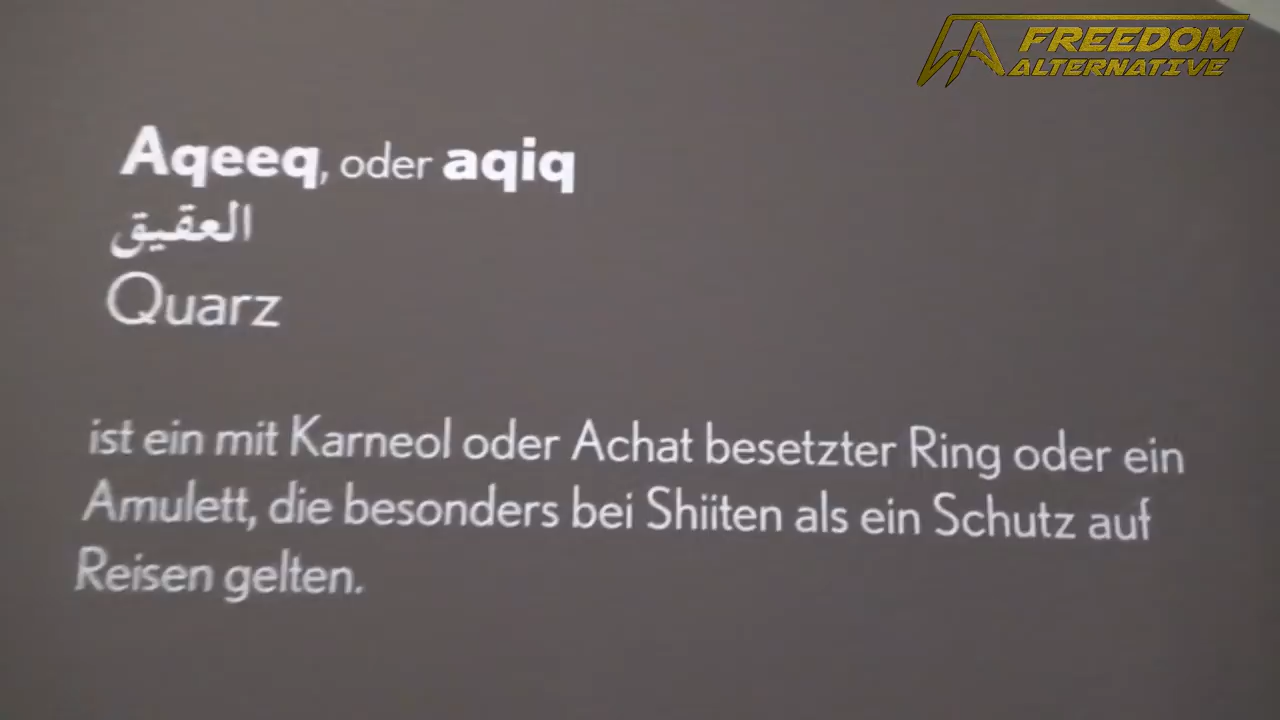 FREEDOM
ALTERNATIVE
Aqeeq, oder aqiq
العقيق
Quarz
ist ein mit Karneol oder Achat besetzter Ring oder ein
Amulett, die besonders bei Shiiten als ein Schutz auf
Reisen gelten.